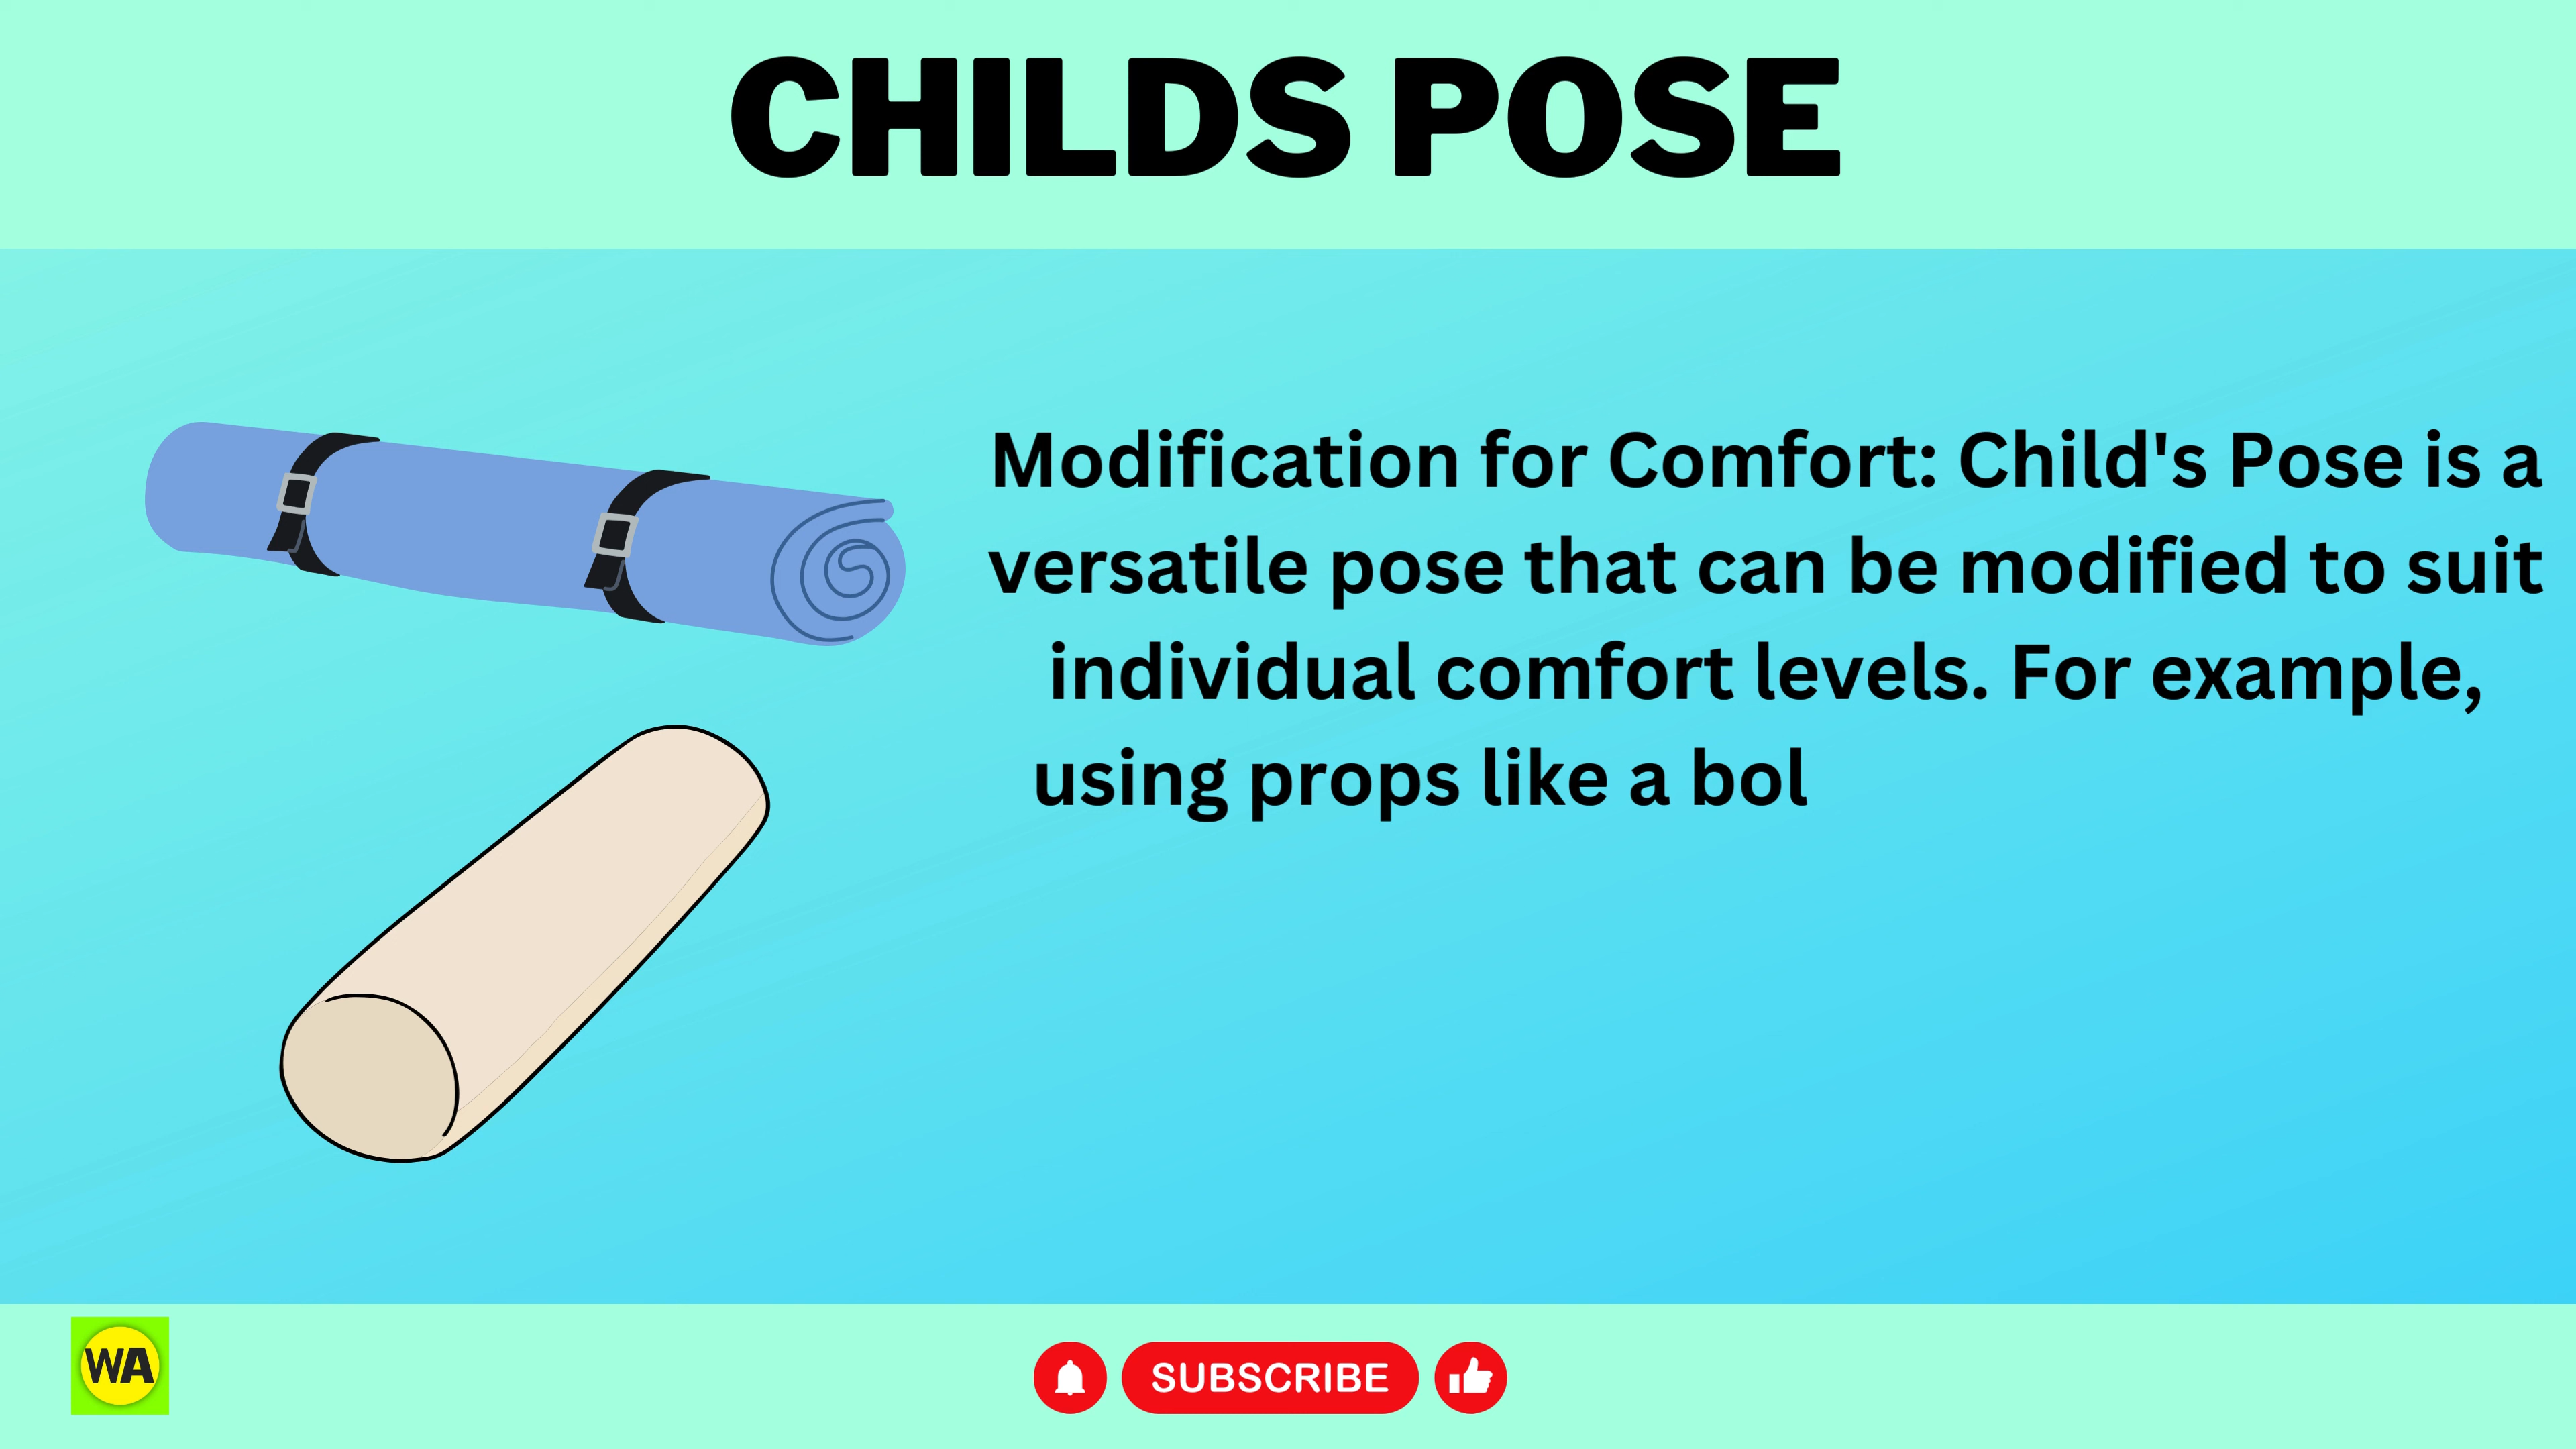 CHILDS POSE
Modification for Comfort: Child's Pose is a
versatile pose that can be modified to suit
individual comfort levels. For example,
using props like a bol
WA
SUBSCRIBE